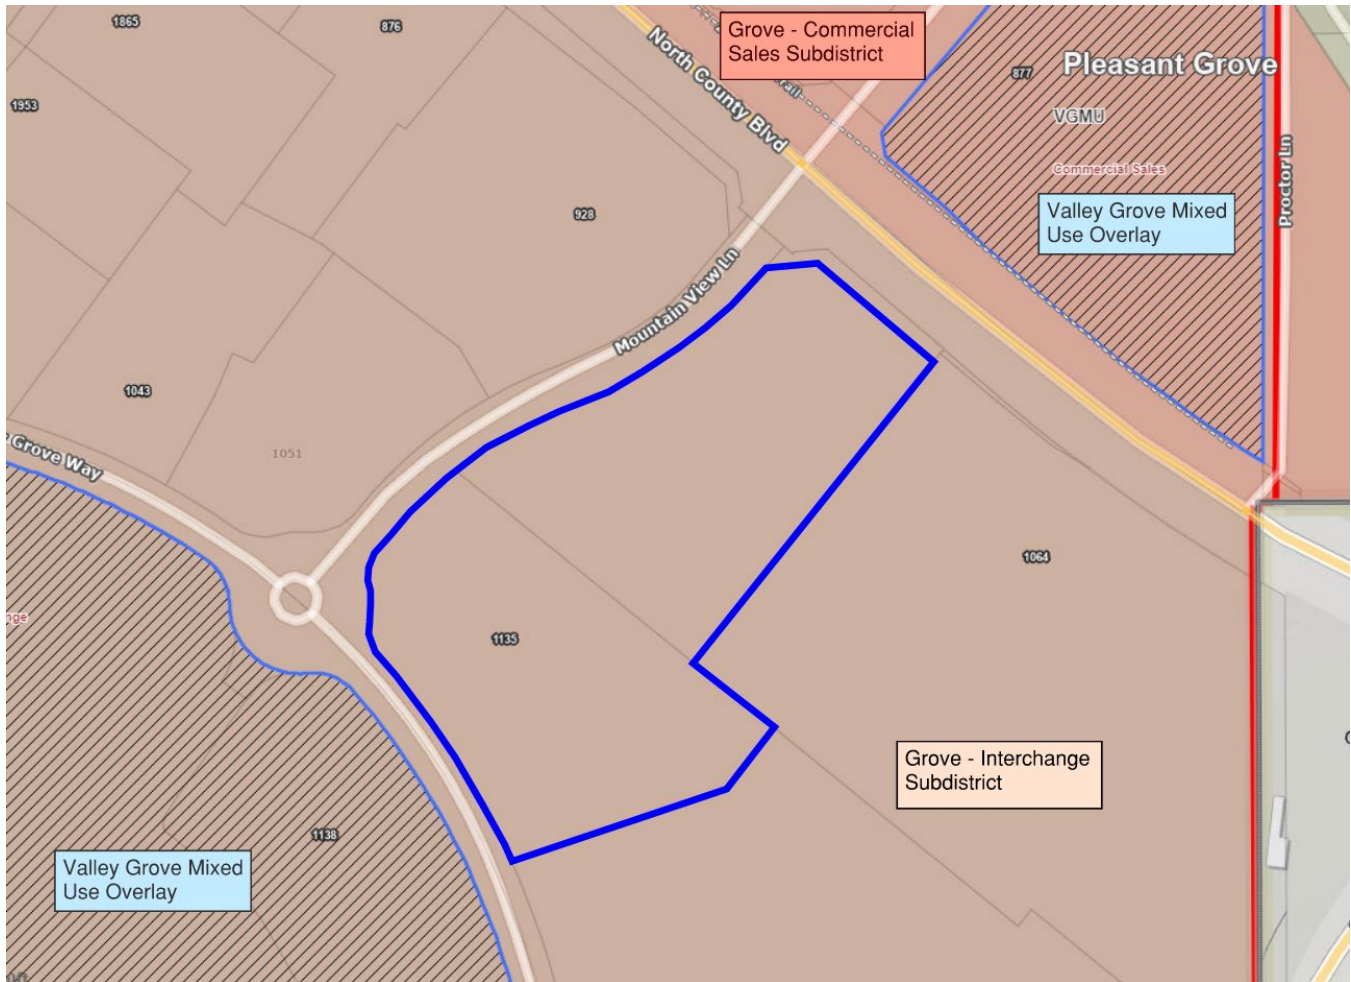 1865
876
Grove - Commercial
Sales Subdistrict
Pleasant Grove
877
1953
North County Blvd
rail
VGMU
Commercial Sales
Proctor Ln
Valley Grove Mixed
Use Overlay
928
Mountain View Ln
1043
Grove Way
1051
1064
nge
1135
Grove - Interchange
Subdistrict
1138
Valley Grove Mixed
Use Overlay